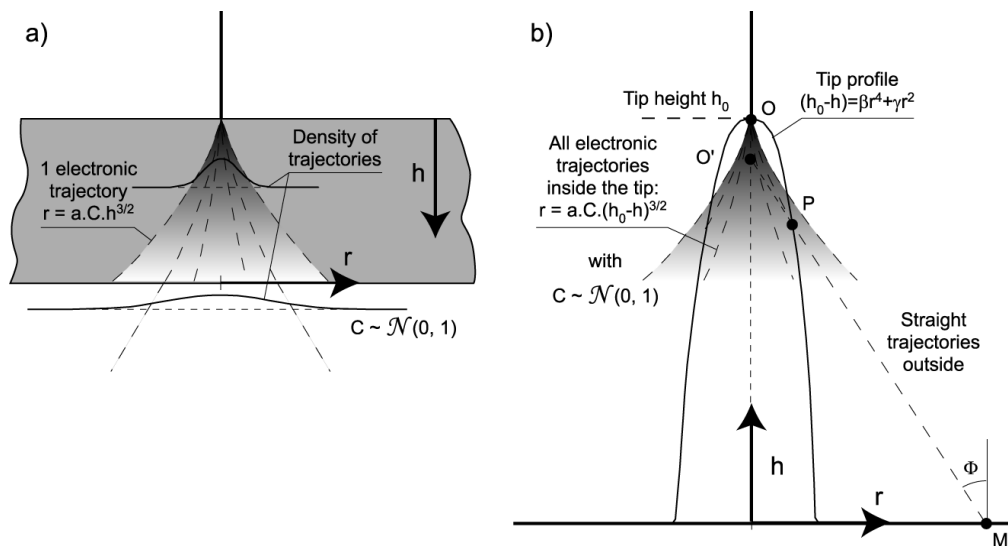 a)
1 electronic
trajectory
r = a.C.h^{3/2}
Density of
trajectories
h
r
C ~ 𝒩(0, 1)
b)
Tip height h₀
O
Tip profile
(h₀-h)=βr⁴+γr²
All electronic
trajectories
inside the tip:
r = a.C.(h₀-h)^{3/2}
O'
P
with
C ~ 𝒩(0, 1)
Straight
trajectories
outside
Φ
h
r
M